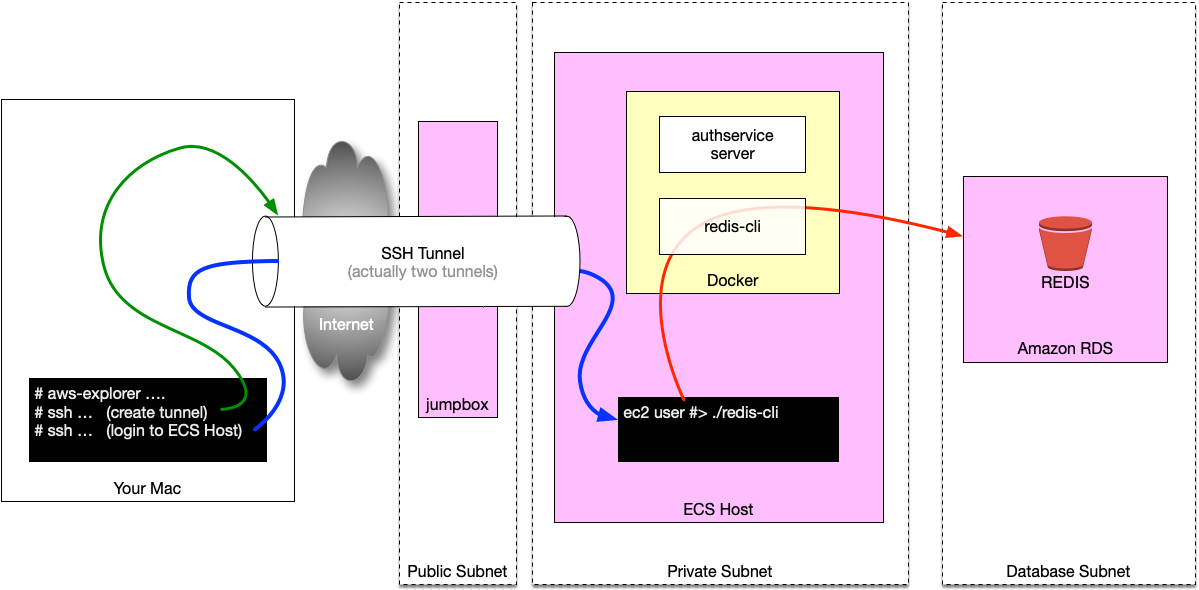 authservice
server
redis-cli
Docker
SSH Tunnel
(actually two tunnels)
Internet
REDIS
Amazon RDS
# aws-explorer ….
# ssh … (create tunnel)
# ssh … (login to ECS Host)
Your Mac
jumpbox
ec2 user #> ./redis-cli
ECS Host
Public Subnet
Private Subnet
Database Subnet